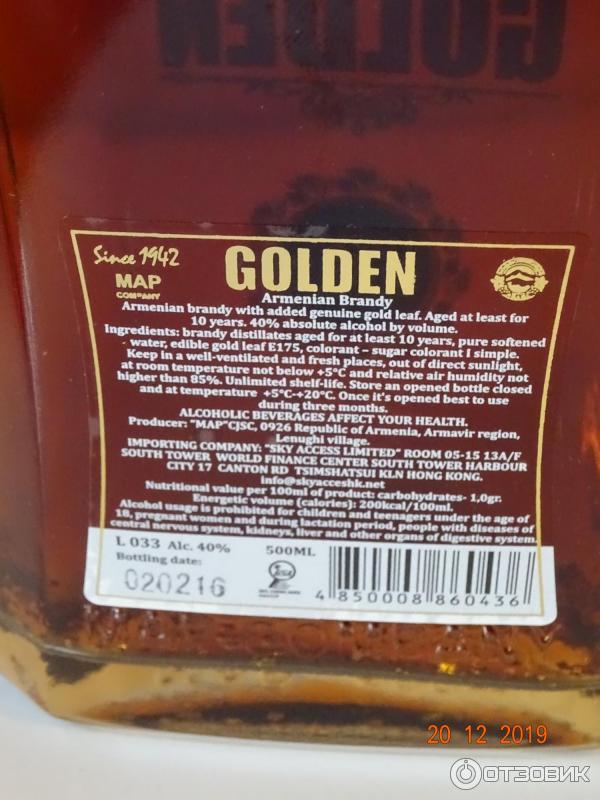 GOLDEN
Since 1942
GOLDEN
MAP
COMPANY
Armenian Brandy
Armenian brandy with added genuine gold leaf. Aged at least for
10 years. 40% absolute alcohol by volume.
Ingredients: brandy distillates aged for at least 10 years, pure softened
water, edible gold leaf E175, colorant – sugar colorant I simple.
Keep in a well-ventilated and fresh places, out of direct sunlight,
at room temperature not below +5°C and relative air humidity not
higher than 85%. Unlimited shelf-life. Store an opened bottle closed
and at temperature +5°C-+20°C. Once it's opened best to use
during three months.
ALCOHOLIC BEVERAGES AFFECT YOUR HEALTH.
Producer: "MAP"CJSC, 0926 Republic of Armenia, Armavir region,
Lenughi village.
IMPORTING COMPANY: "SKY ACCESS LIMITED" ROOM 05-15 13A/F
SOUTH TOWER WORLD FINANCE CENTER SOUTH TOWER HARBOUR
CITY 17 CANTON RD TSIMSHATSUI KLN HONG KONG.
info@skyacceshk.net
Nutritional value per 100ml of product: carbohydrates- 1,0gr.
Energetic volume (calories): 200kcal/100ml.
Alcohol usage is prohibited for children and teenagers under the age of
18, pregnant women and during lactation period, people with diseases of
central nervous system, kidneys, liver and other organs of digestive system.
L 033 Alc. 40% 500ML
Bottling date:
020216
4 850008 860436
20 12 2019
ОТЗОВИК